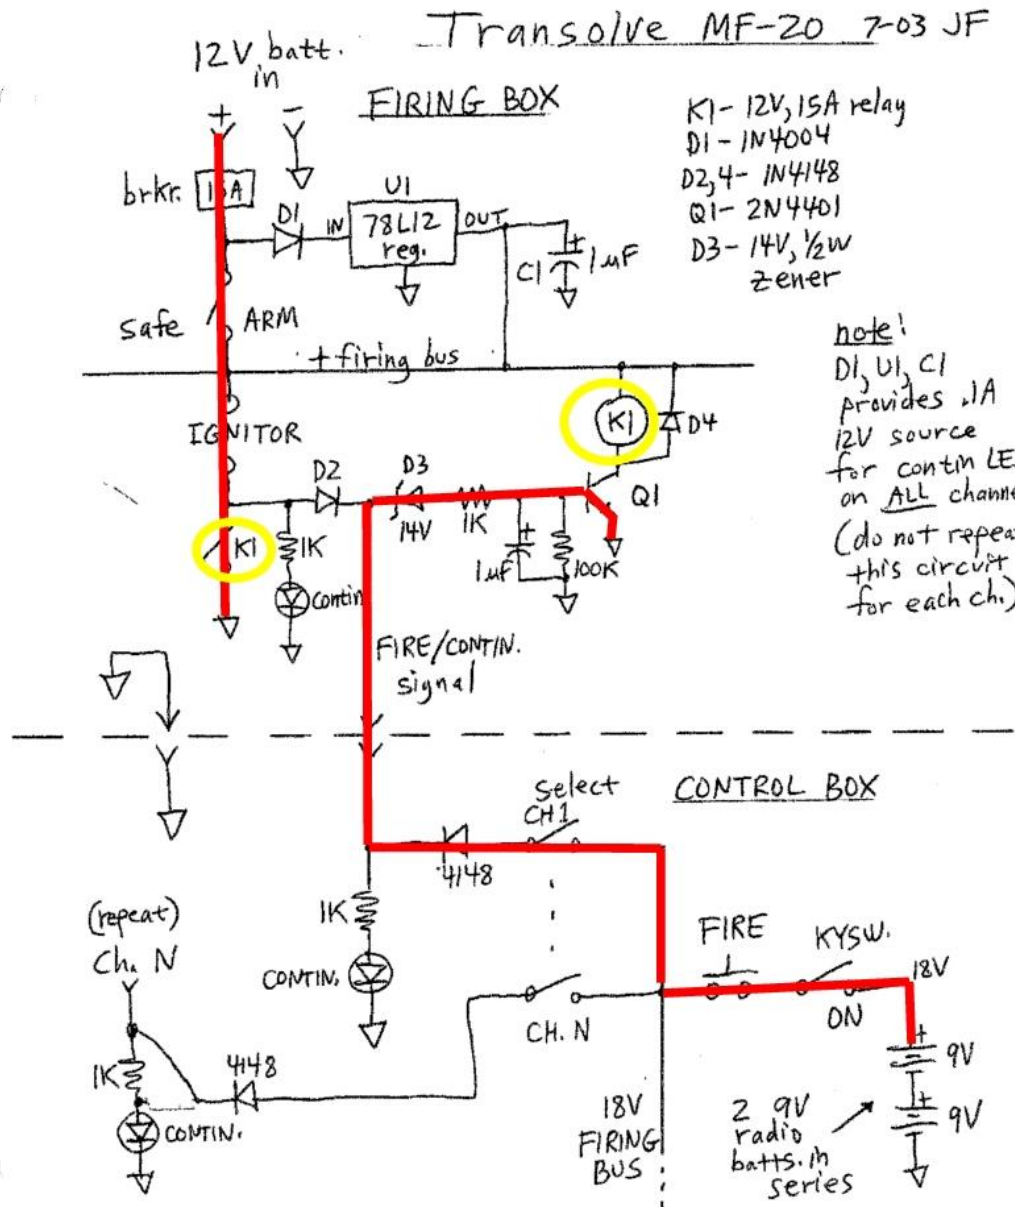 Transolve MF-20 7-03 JF
12V batt.
in
+ -
FIRING BOX
K1- 12V, 15A relay
D1- 1N4004
D2,4- 1N4148
Q1- 2N4401
D3- 14V, ½W
zener
brkr.
D1
IN
U1
78L12
reg.
OUT
+
C1
1µF
Safe
ARM
+ firing bus
note!
D1, U1, C1
provides .1A
12V source
for contin
on ALL
(do not
this circuit
for each ch.)
K1
D4
IGNITOR
D2
D3
14V
1K
Q1
K1
1K
Contin
+
1µF
100K
FIRE/CONTIN.
signal
CONTROL BOX
Select
CH1
4148
1K
CONTIN.
(repeat)
Ch. N
FIRE
KYSW.
18V
ON
CH. N
+
9V
+
9V
4148
1K
CONTIN.
18V
FIRING
BUS
2 9V
radio
batts. in
series